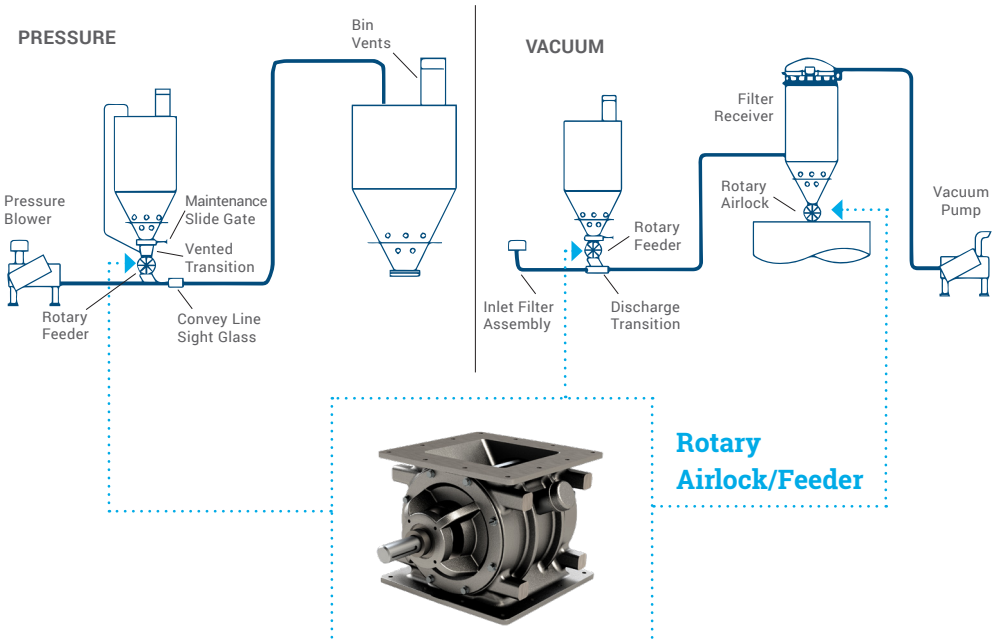 PRESSURE
Bin
Vents
Pressure
Blower
Maintenance
Slide Gate
Vented
Transition
Rotary
Feeder
Convey Line
Sight Glass
VACUUM
Filter
Receiver
Rotary
Airlock
Vacuum
Pump
Rotary
Feeder
Inlet Filter
Assembly
Discharge
Transition
Rotary
Airlock/Feeder